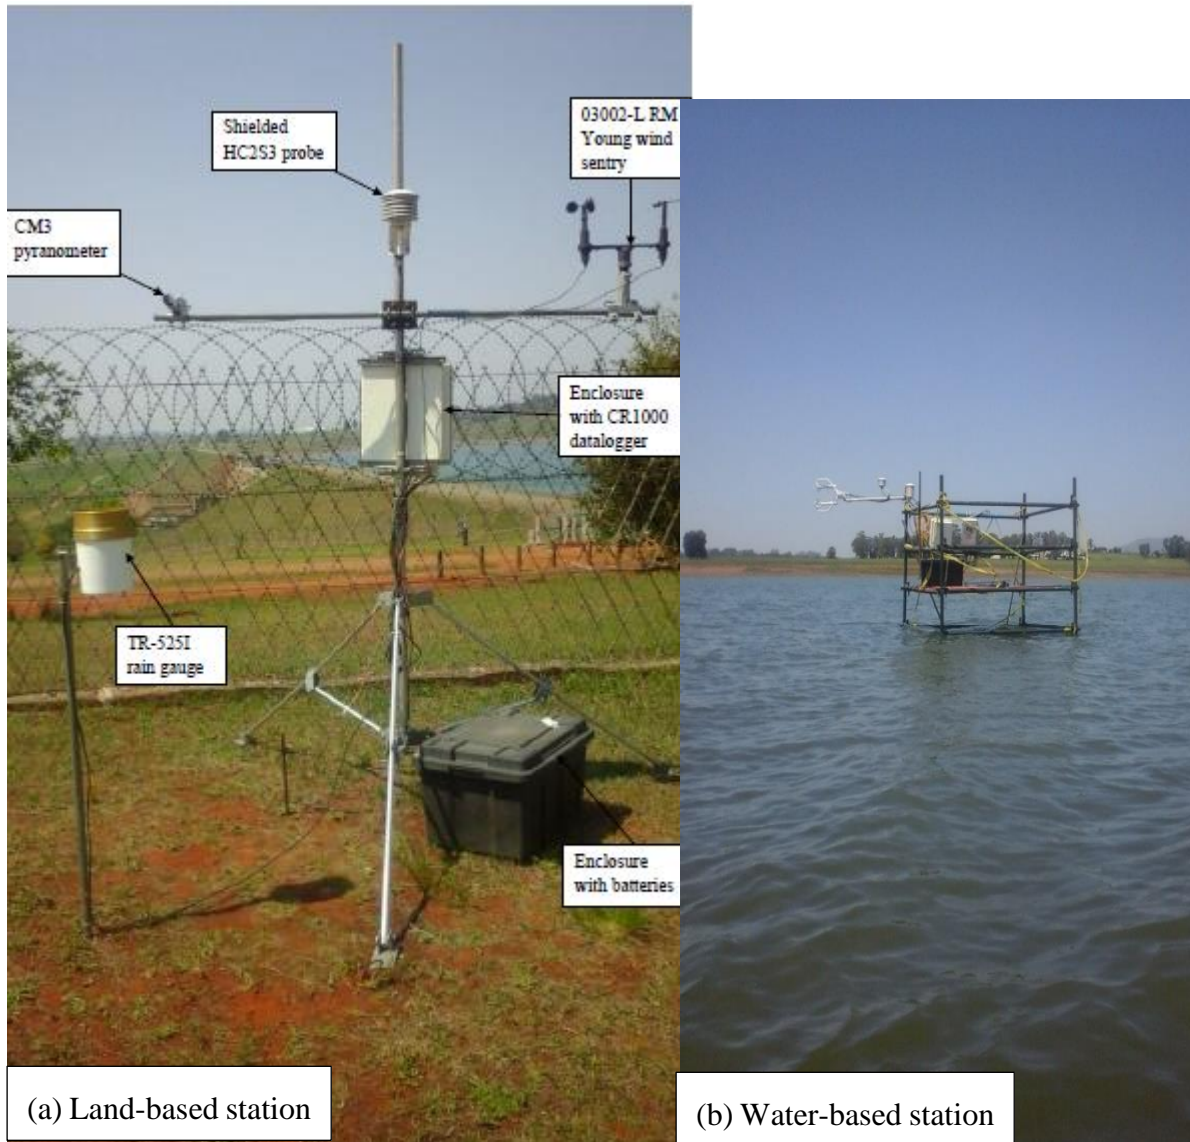 Shielded
HC2S3 probe
03002-L RM
Young wind
sentry
CM3
pyranometer
Enclosure
with CR1000
datalogger
TR-525I
rain gauge
Enclosure
with batteries
(a) Land-based station
(b) Water-based station